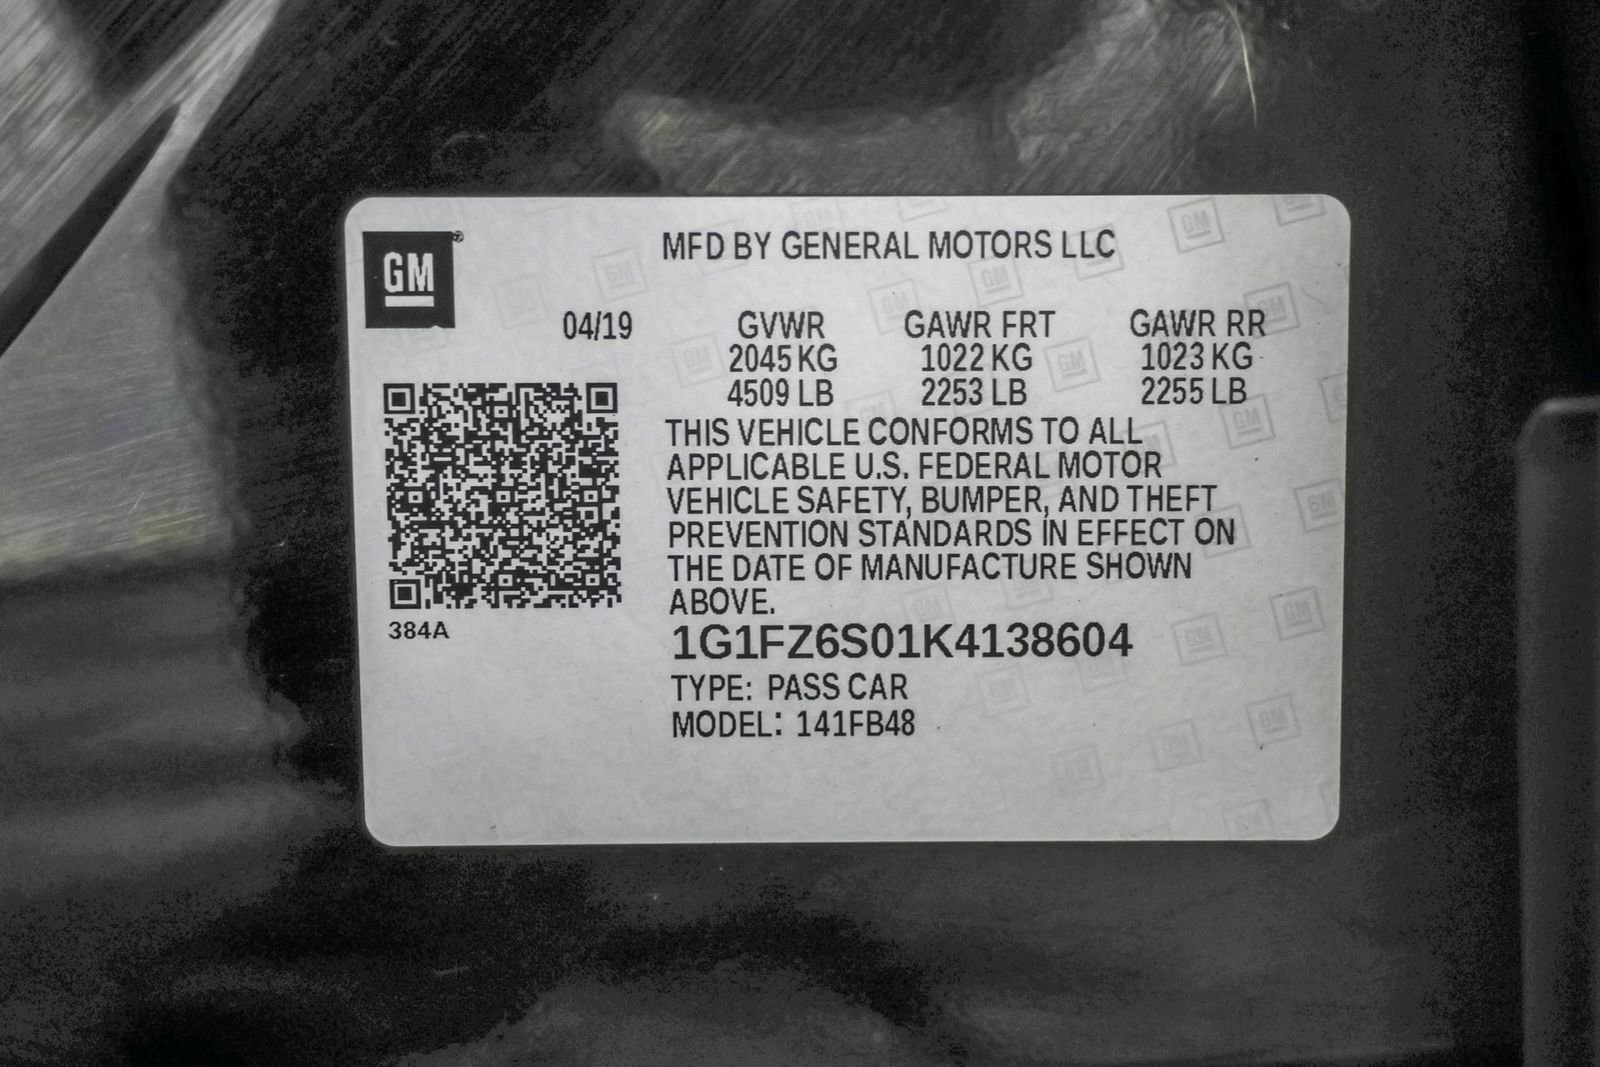 GM
MFD BY GENERAL MOTORS LLC
04/19 GVWR GAWR FRT GAWR RR
2045 KG 1022 KG 1023 KG
4509 LB 2253 LB 2255 LB
THIS VEHICLE CONFORMS TO ALL
APPLICABLE U.S. FEDERAL MOTOR
VEHICLE SAFETY, BUMPER, AND THEFT
PREVENTION STANDARDS IN EFFECT ON
THE DATE OF MANUFACTURE SHOWN
ABOVE.
384A
1G1FZ6S01K4138604
TYPE: PASS CAR
MODEL: 141FB48